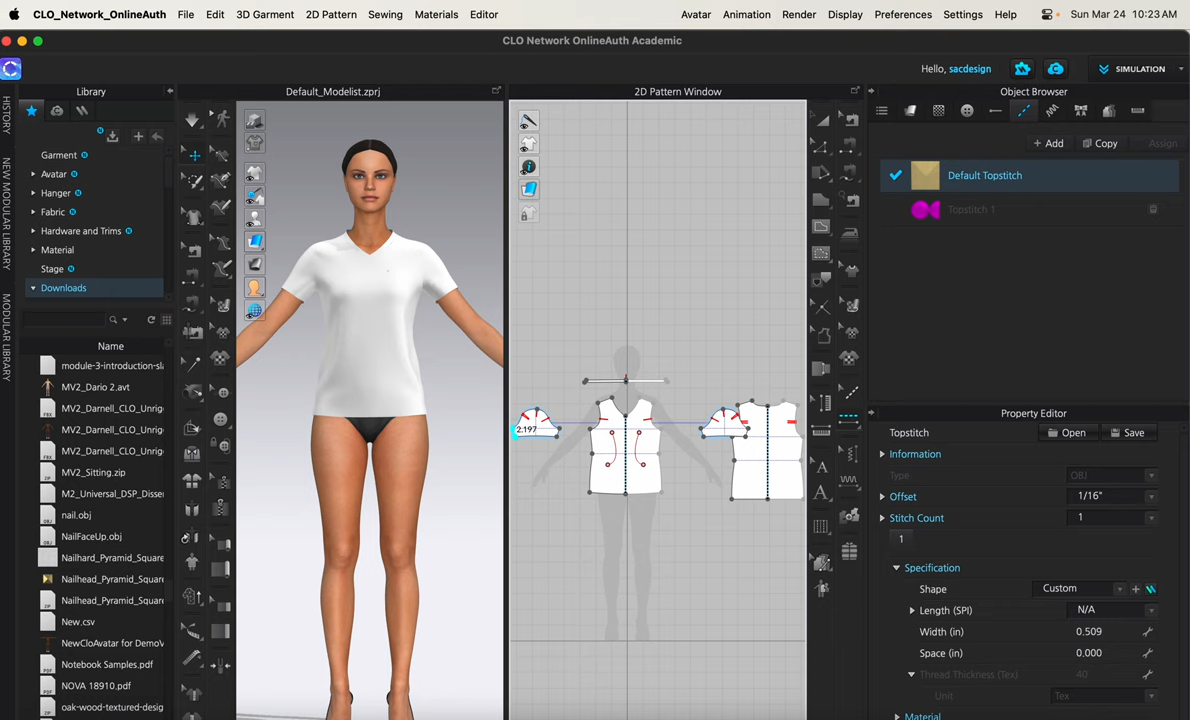 CLO_Network_OnlineAuth File Edit 3D Garment 2D Pattern Sewing Materials Editor Avatar Animation Render Display Preferences Settings Help Sun Mar 24 10:23 AM
CLO Network OnlineAuth Academic
Hello, sacdesign SIMULATION
HISTORY
NEW MODULAR LIBRARY
MODULAR LIBRARY
Library
Garment
Avatar
Hanger
Fabric
Hardware and Trims
Material
Stage
Downloads
Name
module-3-introduction-sl
MV2_Dario 2.avt
MV2_Darnell_CLO_Unrig
MV2_Darnell_CLO_Unrig
MV2_Darnell_CLO_Unrig
MV2_Sitting.zip
M2_Universal_DSP_Disse
nail.obj
NailFaceUp.obj
Nailhard_Pyramid_Square
Nailhead_Pyramid_Square
Nailhead_Pyramid_Square
New.csv
NewCloAvatar for DemoV
Notebook Samples.pdf
NOVA 18910.pdf
oak-wood-textured-desig
Default_Modelist.zprj
2D Pattern Window
2.197
A
A
Object Browser
+ Add Copy Assign
Default Topstitch
Topstitch 1
Property Editor
Topstitch Open Save
Information
Type OBJ
Offset 1/16"
Stitch Count 1
1
Specification
Shape Custom
Length (SPI) N/A
Width (in) 0.509
Space (in) 0.000
Thread Thickness (Tex) 40
Unit Tex
Material